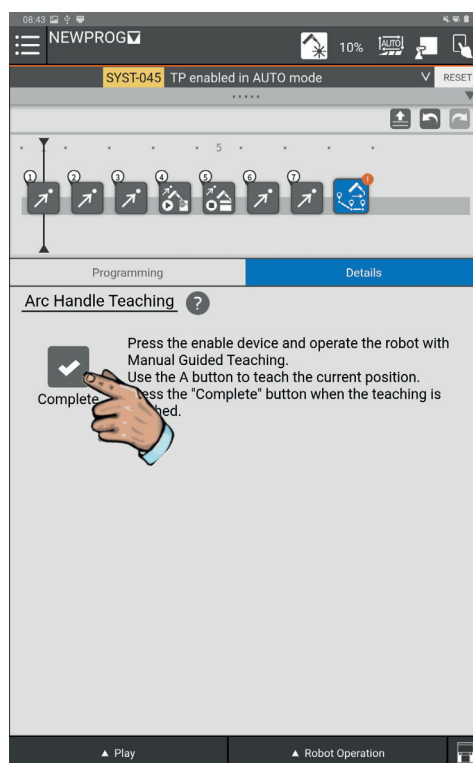 08:43
NEWPROG
10%
AUTO
SYST-045 TP enabled in AUTO mode
RESET
5
1 2 3 4 5 6 7 !
Programming
Details
Arc Handle Teaching ?
Press the enable device and operate the robot with
Manual Guided Teaching.
Use the A button to teach the current position.
the "Complete" button when the teaching is
Complete
▲ Play
▲ Robot Operation